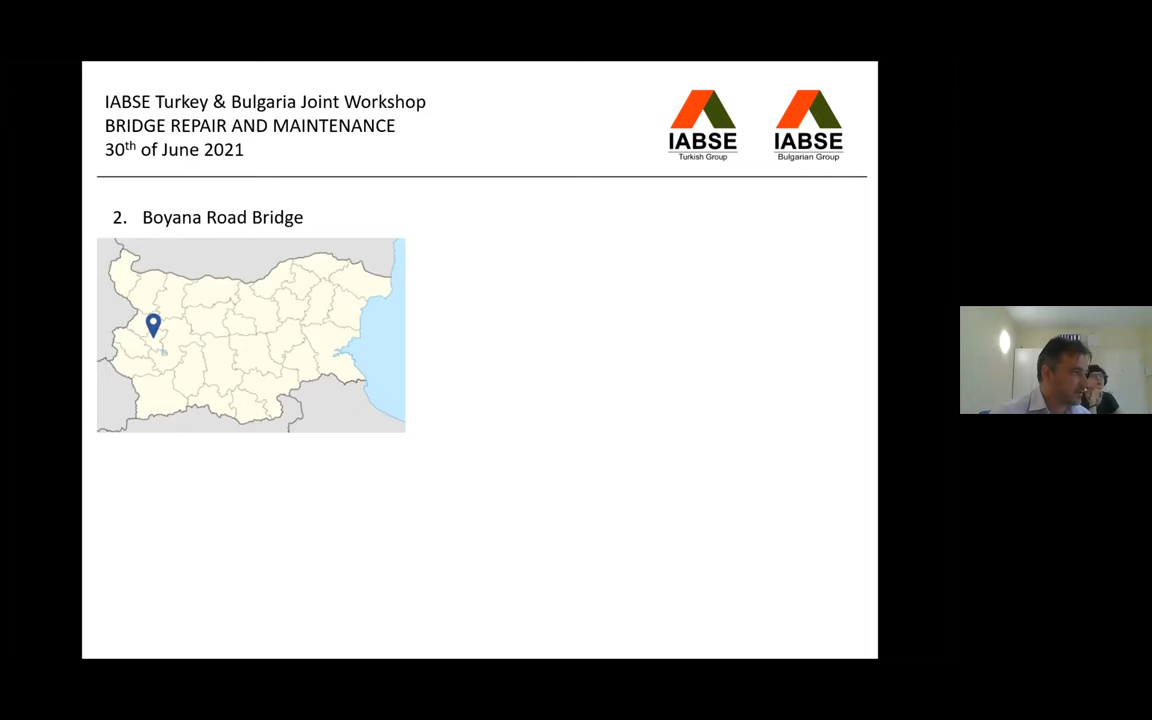 IABSE Turkey & Bulgaria Joint Workshop
BRIDGE REPAIR AND MAINTENANCE
30th of June 2021
IABSE
Turkish Group
IABSE
Bulgarian Group
2. Boyana Road Bridge